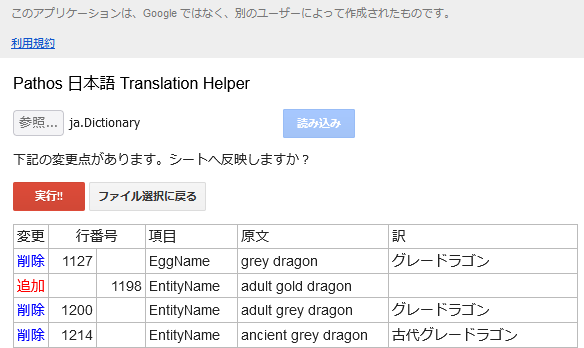 このアプリケーションは、Google ではなく、別のユーザーによって作成されたものです。
利用規約
Pathos 日本語 Translation Helper
参照... ja.Dictionary 読み込み
下記の変更点があります。シートへ反映しますか？
実行!! ファイル選択に戻る
変更 行番号 項目 原文 訳
削除 1127 EggName grey dragon グレードラゴン
追加 1198 EntityName adult gold dragon
削除 1200 EntityName adult grey dragon グレードラゴン
削除 1214 EntityName ancient grey dragon 古代グレードラゴン